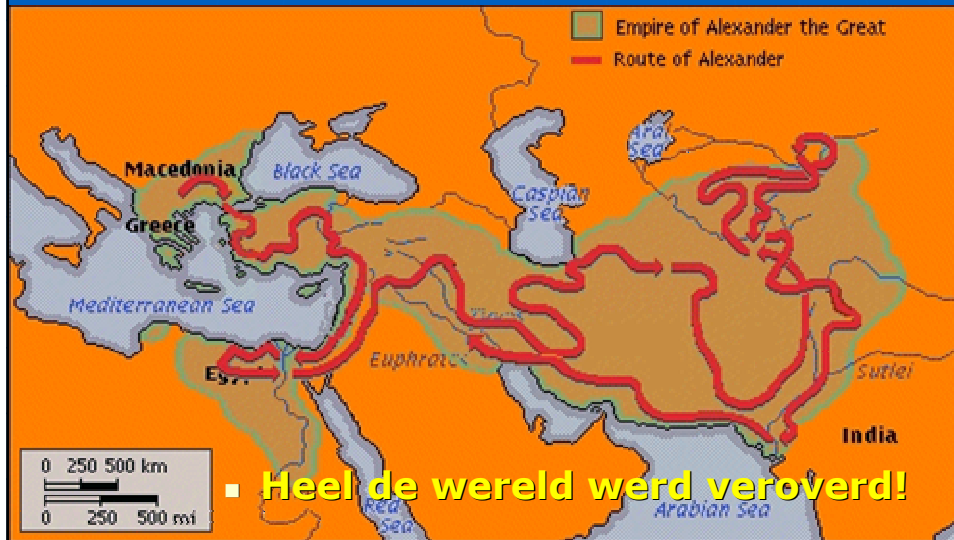 Empire of Alexander the Great
Route of Alexander
Aral
Sea
Macedonia
Black Sea
Caspian
Sea
Greece
Mediterranean Sea
Euphrates
Sutlej
India
0 250 500 km
0 250 500 mi
▪ Heel de wereld werd veroverd!
Red
Sea
Arabian Sea